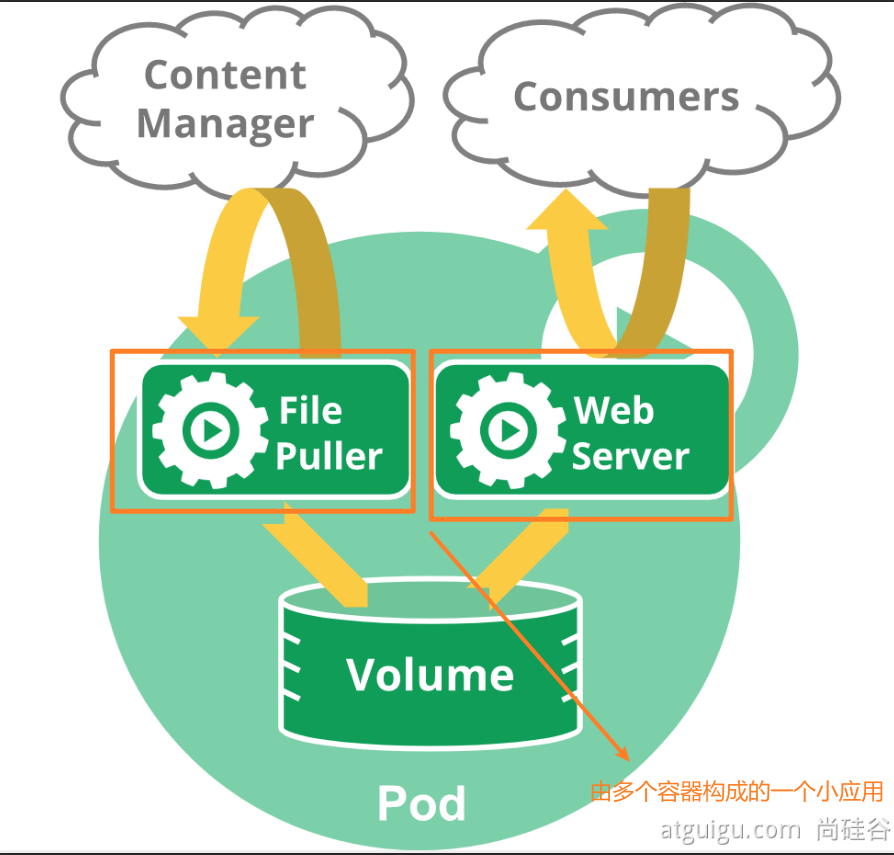 Content
Manager
Consumers
File
Puller
Web
Server
Volume
Pod
由多个容器构成的一个小应用
atguigu.com 尚硅谷